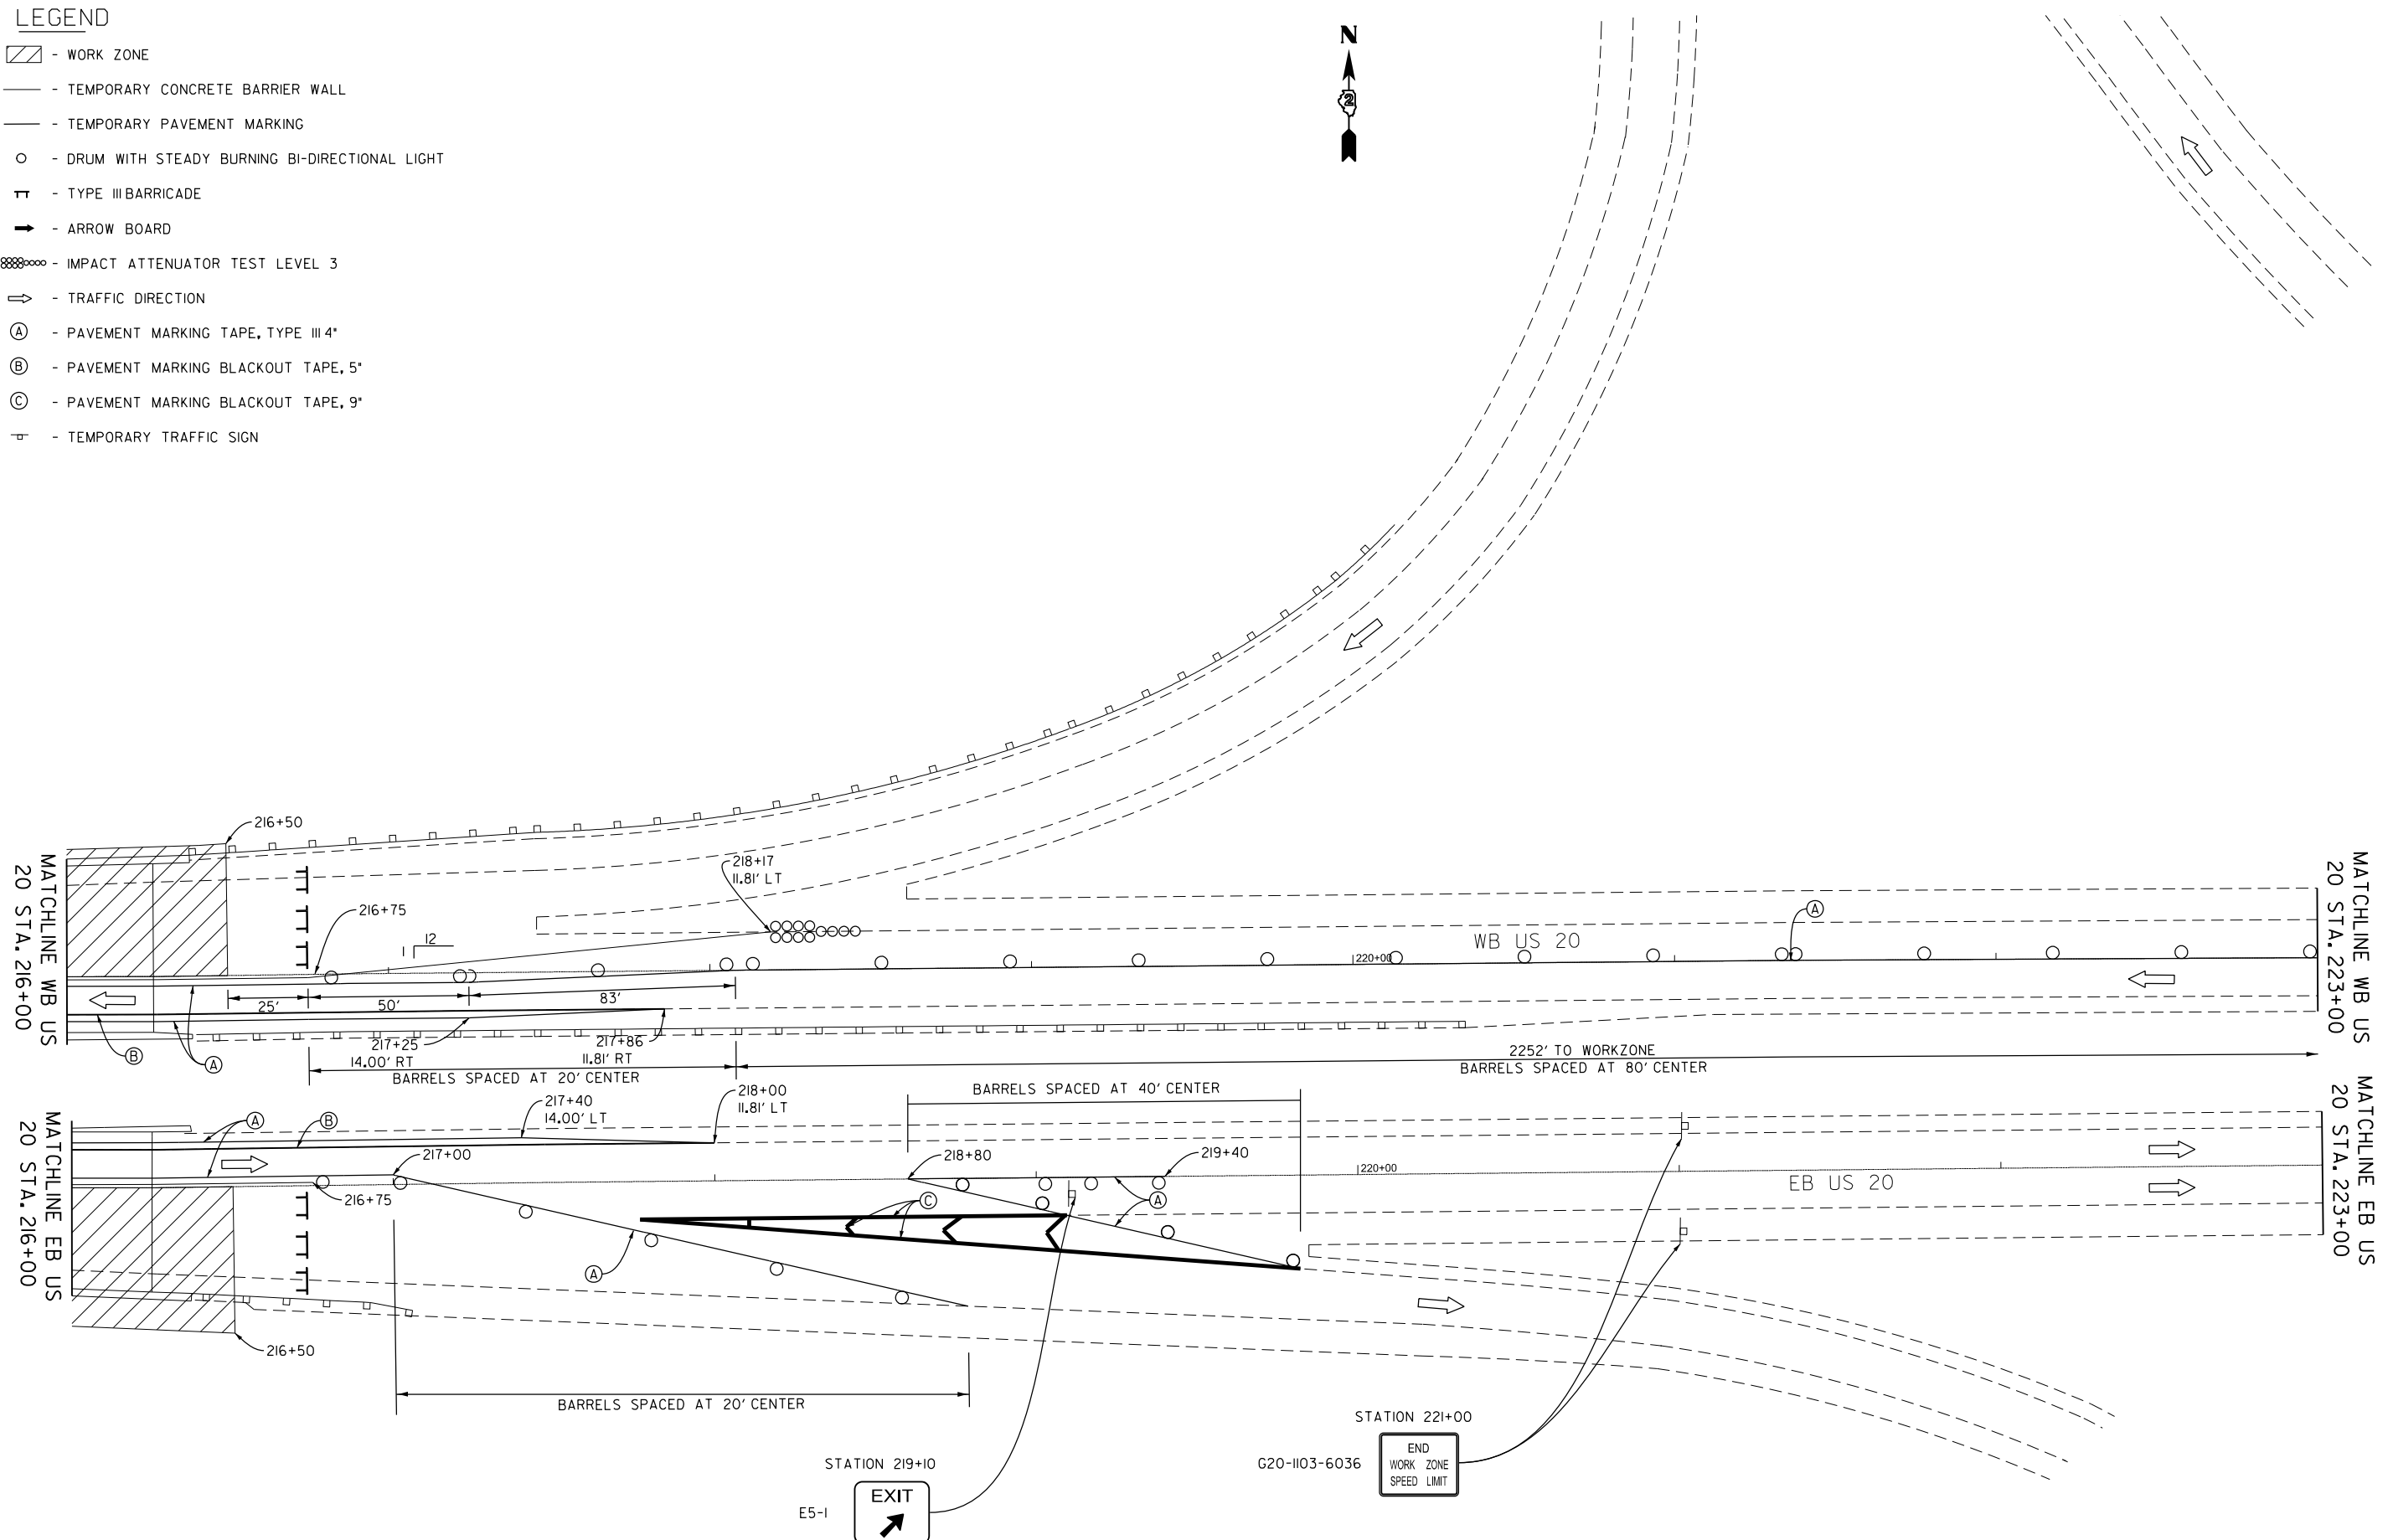 LEGEND
- WORK ZONE
- TEMPORARY CONCRETE BARRIER WALL
- TEMPORARY PAVEMENT MARKING
- DRUM WITH STEADY BURNING BI-DIRECTIONAL LIGHT
- TYPE III BARRICADE
- ARROW BOARD
- IMPACT ATTENUATOR TEST LEVEL 3
- TRAFFIC DIRECTION
A - PAVEMENT MARKING TAPE, TYPE III 4"
B - PAVEMENT MARKING BLACKOUT TAPE, 5"
C - PAVEMENT MARKING BLACKOUT TAPE, 9"
- TEMPORARY TRAFFIC SIGN
N
2
MATCHLINE WB US
20 STA. 216+00
216+50
216+75
1
12
218+17
11.81' LT
25'
50'
83'
B
A
217+25
14.00' RT
217+86
11.81' RT
BARRELS SPACED AT 20' CENTER
220+00
WB US 20
A
2252' TO WORKZONE
BARRELS SPACED AT 80' CENTER
MATCHLINE WB US
20 STA. 223+00
MATCHLINE EB US
20 STA. 216+00
A
B
217+40
14.00' LT
218+00
11.81' LT
BARRELS SPACED AT 40' CENTER
217+00
216+75
218+80
219+40
C
A
220+00
EB US 20
A
216+50
BARRELS SPACED AT 20' CENTER
MATCHLINE EB US
20 STA. 223+00
STATION 219+10
E5-1
EXIT
STATION 221+00
G20-1103-6036
END
WORK ZONE
SPEED LIMIT